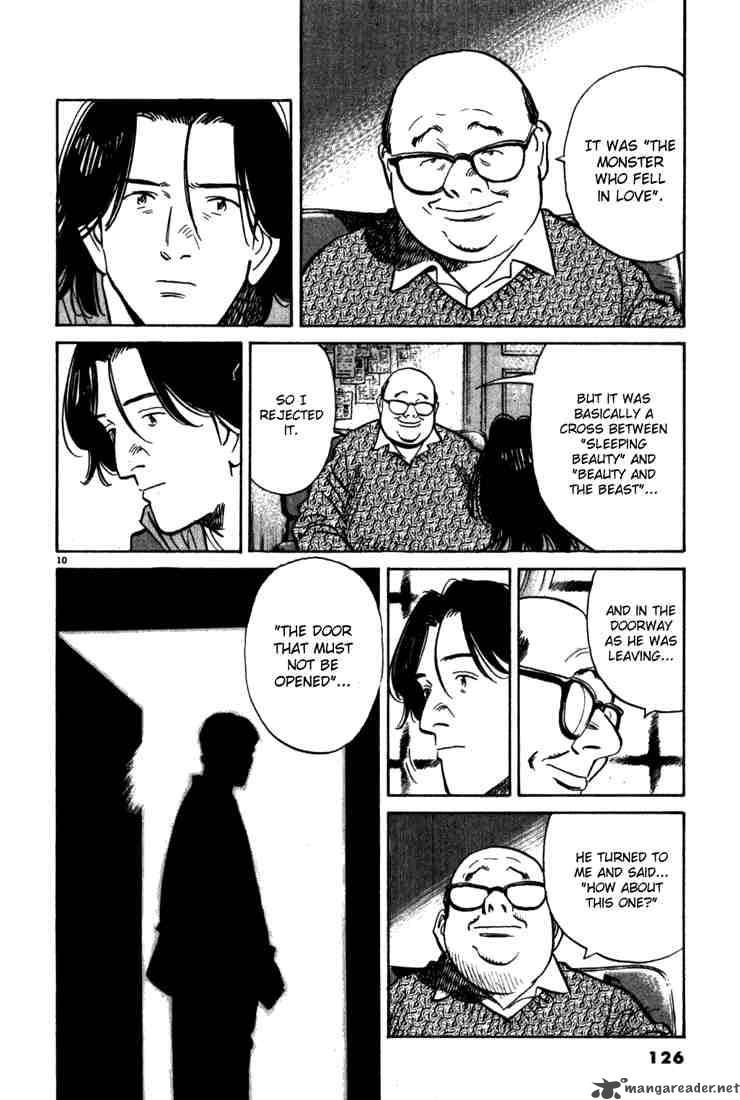 IT WAS "THE
MONSTER
WHO FELL
IN LOVE".
BUT IT WAS
BASICALLY A
CROSS BETWEEN
"SLEEPING
BEAUTY" AND
"BEAUTY AND
THE BEAST"...
SO I
REJECTED
IT.
10
AND IN THE
DOORWAY
AS HE WAS
LEAVING...
HE TURNED TO
ME AND SAID...
"HOW ABOUT
THIS ONE?"
"THE DOOR
THAT MUST
NOT BE
OPENED"...
126
mangareader.net